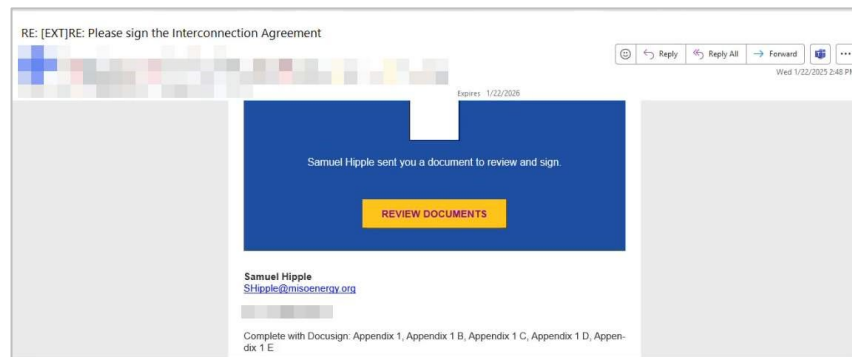 RE: [EXT]RE: Please sign the Interconnection Agreement
Reply
Reply All
Forward
Wed 1/22/2025 2:48 PM
Expires 1/22/2026
Samuel Hipple sent you a document to review and sign.
REVIEW DOCUMENTS
Samuel Hipple
SHipple@misoenergy.org
Complete with Docusign: Appendix 1, Appendix 1 B, Appendix 1 C, Appendix 1 D, Appen-
dix 1 E